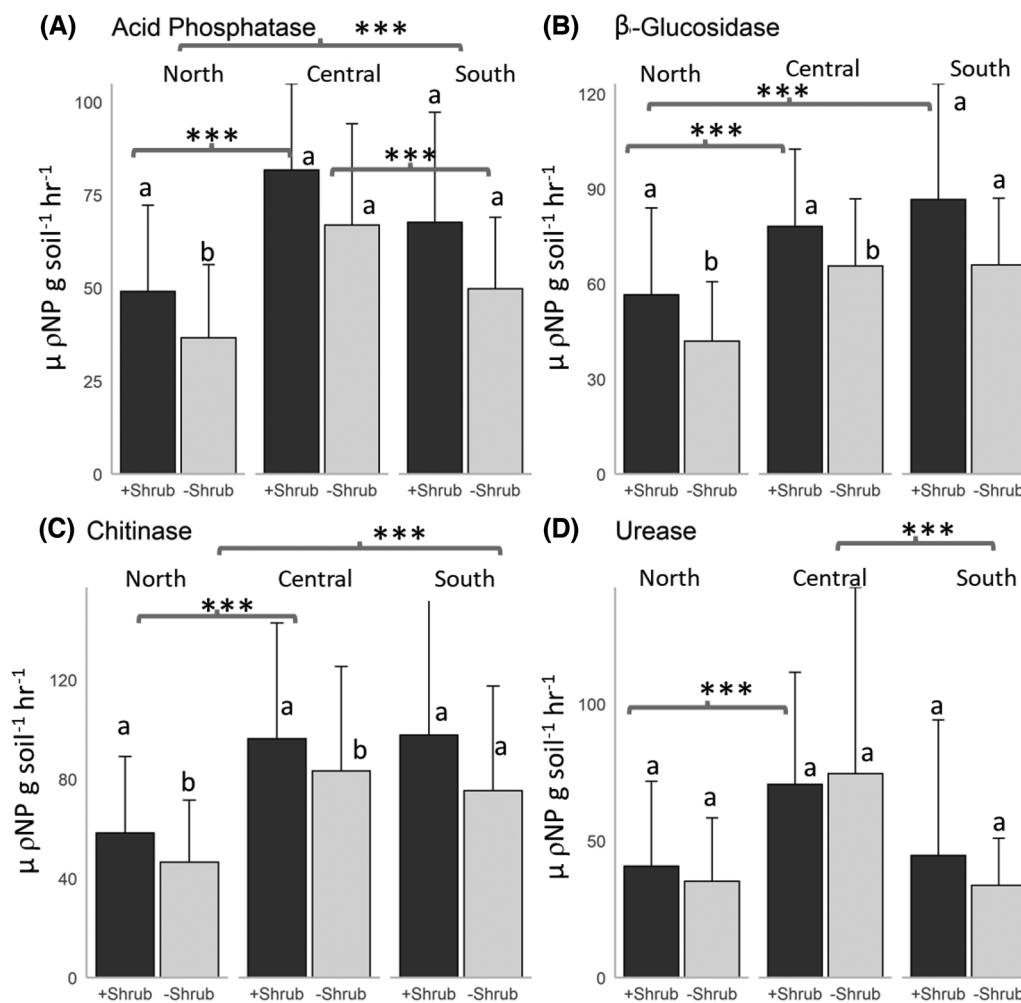 (A) Acid Phosphatase ***
North Central South
100
75
50
25
0
μ ρNP g soil-1 hr-1
*** ***
a b a a a a
+Shrub -Shrub +Shrub -Shrub +Shrub -Shrub
(B) β-Glucosidase
North Central South
120
90
60
30
0
μ ρNP g soil-1 hr-1
***
***
a b a b a a
+Shrub -Shrub +Shrub -Shrub +Shrub -Shrub
(C) Chitinase ***
North Central South
120
80
40
0
μ ρNP g soil-1 hr-1
***
a b a b a a
+Shrub -Shrub +Shrub -Shrub +Shrub -Shrub
(D) Urease ***
North Central South
100
50
0
μ ρNP g soil-1 hr-1
***
a a a a a a
+Shrub -Shrub +Shrub -Shrub +Shrub -Shrub